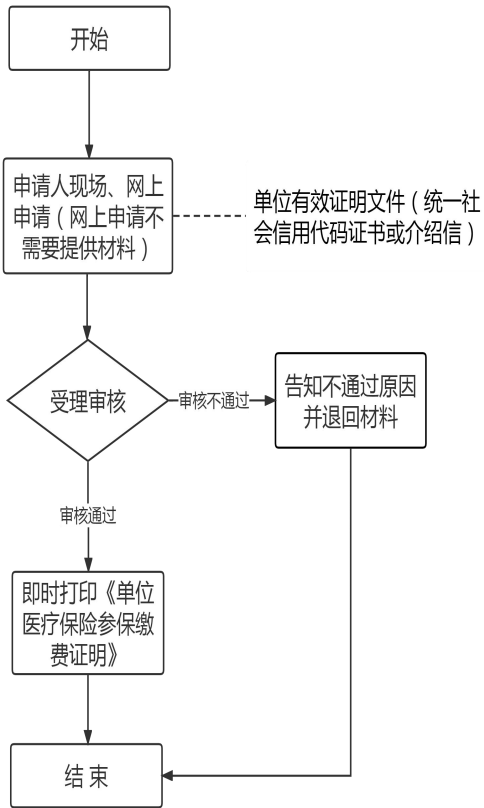 开始
申请人现场、网上
申请（网上申请不
需要提供材料）
单位有效证明文件（统一社
会信用代码证书或介绍信）
受理审核
审核不通过
告知不通过原因
并退回材料
审核通过
即时打印《单位
医疗保险参保缴
费证明》
结 束